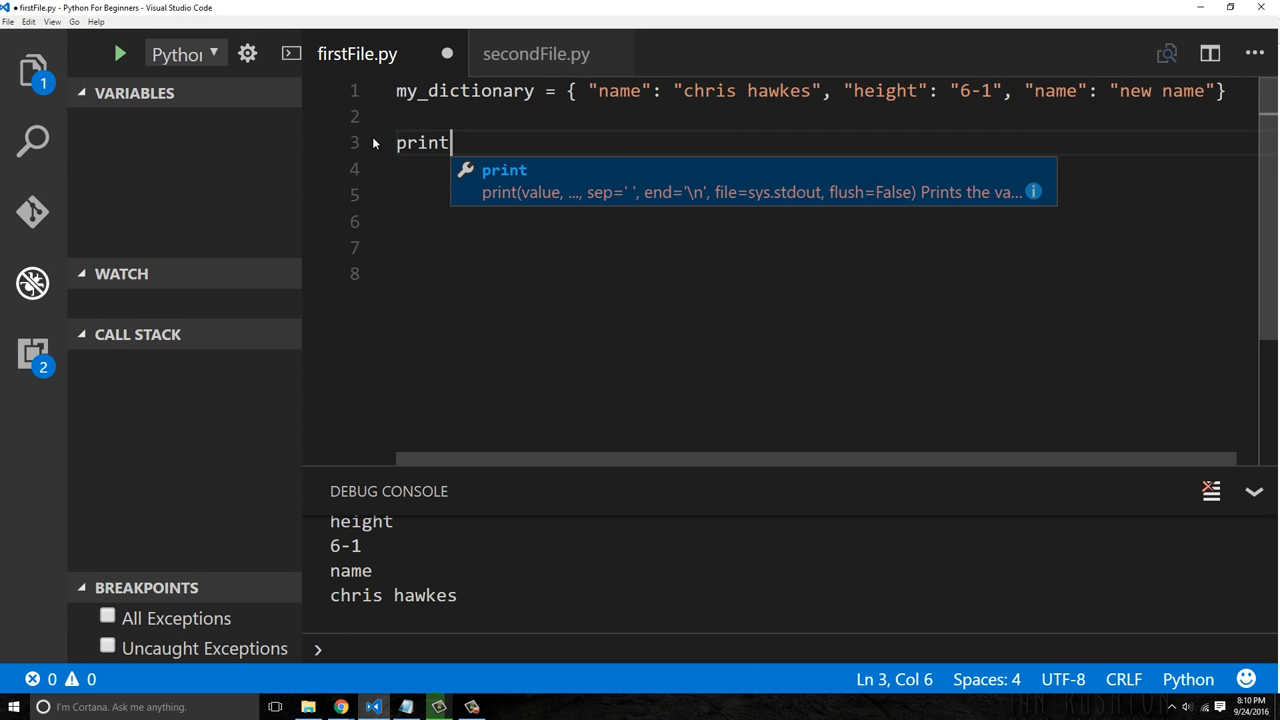 ● firstFile.py - Python For Beginners - Visual Studio Code
File Edit View Go Help
1
Pythor
firstFile.py
secondFile.py
VARIABLES
1 my_dictionary = { "name": "chris hawkes", "height": "6-1", "name": "new name"}
2
3 print
print
4
print(value, ..., sep=' ', end='\n', file=sys.stdout, flush=False) Prints the va...
5
6
7
8
WATCH
CALL STACK
2
BREAKPOINTS
All Exceptions
Uncaught Exceptions
DEBUG CONSOLE
height
6-1
name
chris hawkes
0 0
Ln 3, Col 6 Spaces: 4 UTF-8 CRLF Python
I'm Cortana. Ask me anything.
8:10 PM
9/24/2016